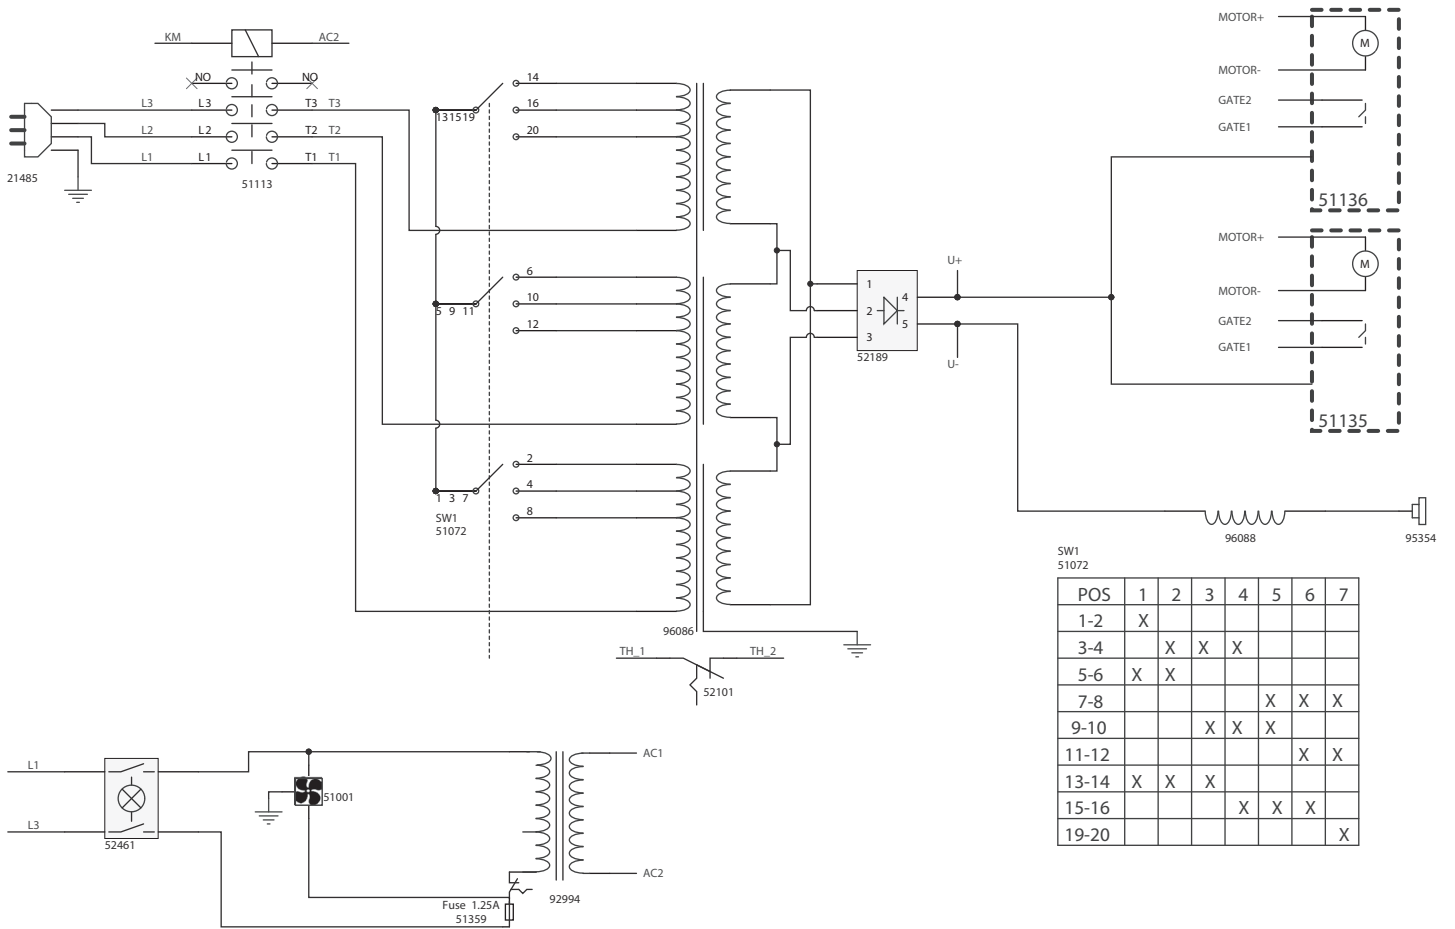 MOTOR+
M
MOTOR-
GATE2
GATE1
51136
MOTOR+
M
MOTOR-
GATE2
GATE1
51135
KM
AC2
NO
NO
L3
L3
T3
T3
L2
L2
T2
T2
L1
L1
T1
T1
21485
51113
14
131519
16
20
6
5 9 11
10
12
2
1 3 7
4
8
SW1
51072
1
2
3
4
5
52189
U+
U-
96088
95354
96086
TH_1
TH_2
52101
SW1
51072
POS 1 2 3 4 5 6 7
1-2 X
3-4 X X X
5-6 X X
7-8 X X X
9-10 X X X
11-12 X X
13-14 X X X
15-16 X X X
19-20 X
L1
L3
52461
51001
AC1
AC2
92994
Fuse 1.25A
51359